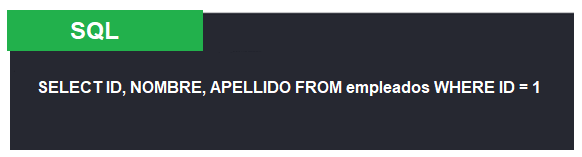 SQL
SELECT ID, NOMBRE, APELLIDO FROM empleados WHERE ID = 1